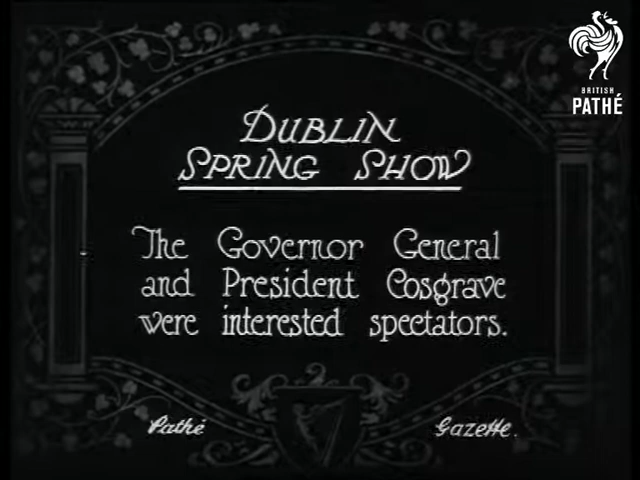 BRITISH
PATHÉ
DUBLIN
SPRING SHOW
The Governor General
and President Cosgrave
were interested spectators.
Pathé Gazette.